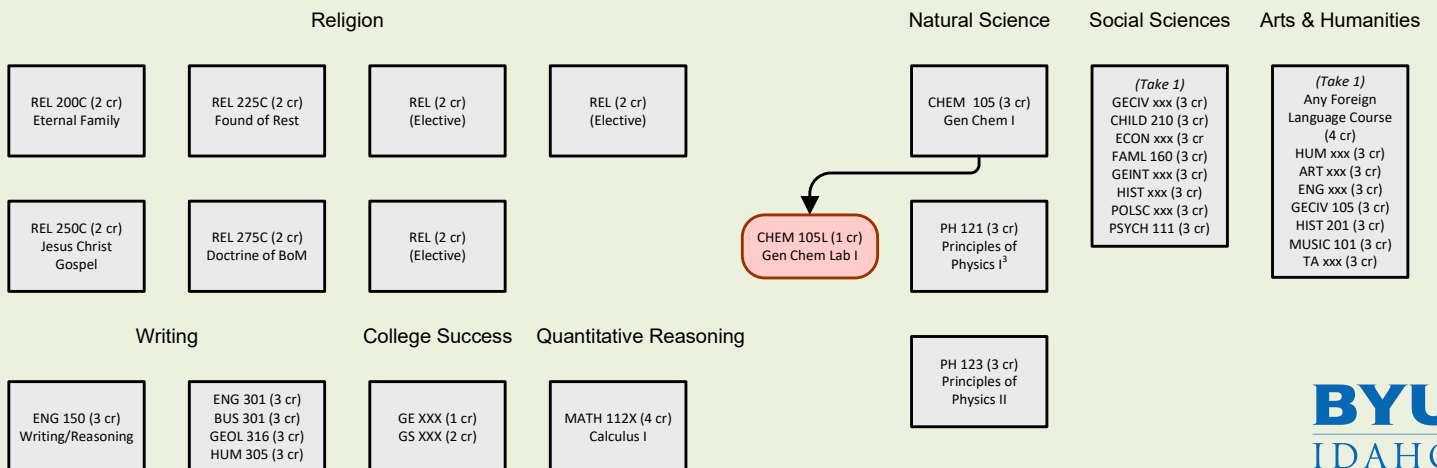 Religion
Natural Science
Social Sciences
Arts & Humanities
REL 200C (2 cr)
Eternal Family
REL 225C (2 cr)
Found of Rest
REL (2 cr)
(Elective)
REL (2 cr)
(Elective)
CHEM 105 (3 cr)
Gen Chem I
(Take 1)
GECIV xxx (3 cr)
CHILD 210 (3 cr)
ECON xxx (3 cr
FAML 160 (3 cr)
GEINT xxx (3 cr)
HIST xxx (3 cr)
POLSC xxx (3 cr)
PSYCH 111 (3 cr)
(Take 1)
Any Foreign
Language Course
(4 cr)
HUM xxx (3 cr)
ART xxx (3 cr)
ENG xxx (3 cr)
GECIV 105 (3 cr)
HIST 201 (3 cr)
MUSIC 101 (3 cr)
TA xxx (3 cr)
REL 250C (2 cr)
Jesus Christ
Gospel
REL 275C (2 cr)
Doctrine of BoM
REL (2 cr)
(Elective)
CHEM 105L (1 cr)
Gen Chem Lab I
PH 121 (3 cr)
Principles of
Physics I³
Writing
College Success
Quantitative Reasoning
PH 123 (3 cr)
Principles of
Physics II
ENG 150 (3 cr)
Writing/Reasoning
ENG 301 (3 cr)
BUS 301 (3 cr)
GEOL 316 (3 cr)
HUM 305 (3 cr)
GE XXX (1 cr)
GS XXX (2 cr)
MATH 112X (4 cr)
Calculus I
BYU
IDAHO